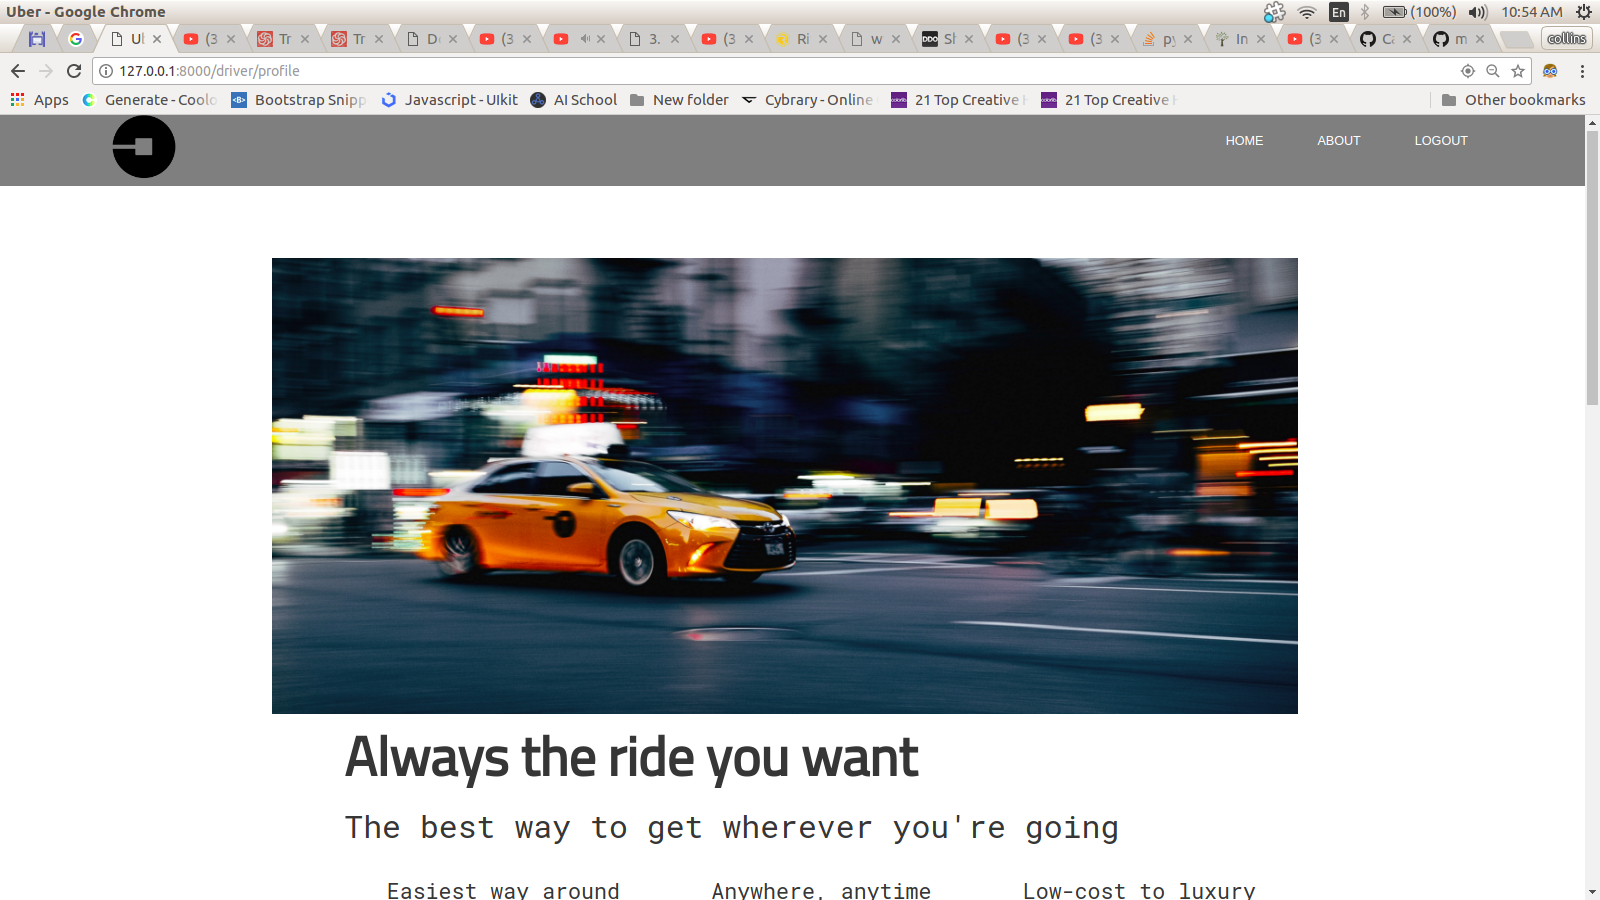 Uber - Google Chrome
En
(100%)
10:54 AM
Ul
(3
Tr
Tr
De
(3
(3
3.
(3
Ri
w
DDO
Sl
(3
(3
py
In
(3
Ca
m
collins
127.0.0.1:8000/driver/profile
Apps
Generate - Coolo
Bootstrap Snipp
Javascript - UIkit
AI School
New folder
Cybrary - Online
21 Top Creative
21 Top Creative
Other bookmarks
HOME
ABOUT
LOGOUT
Always the ride you want
The best way to get wherever you're going
Easiest way around
Anywhere, anytime
Low-cost to luxury